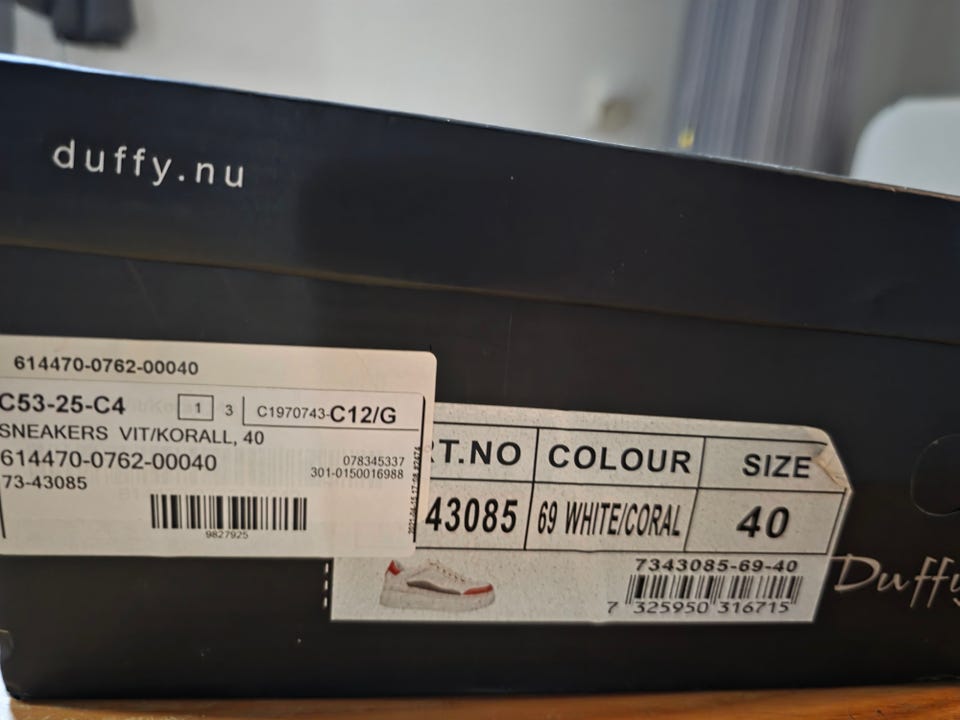 duffy.nu
614470-0762-00040
C53-25-C4 1 3 C1970743-C12/G
SNEAKERS VIT/KORALL, 40
614470-0762-00040
73-43085
078345337
301-0150016988
9827925
T.NO COLOUR SIZE
43085 69 WHITE/CORAL 40
7343085-69-40
7 325950 316715
Duffy